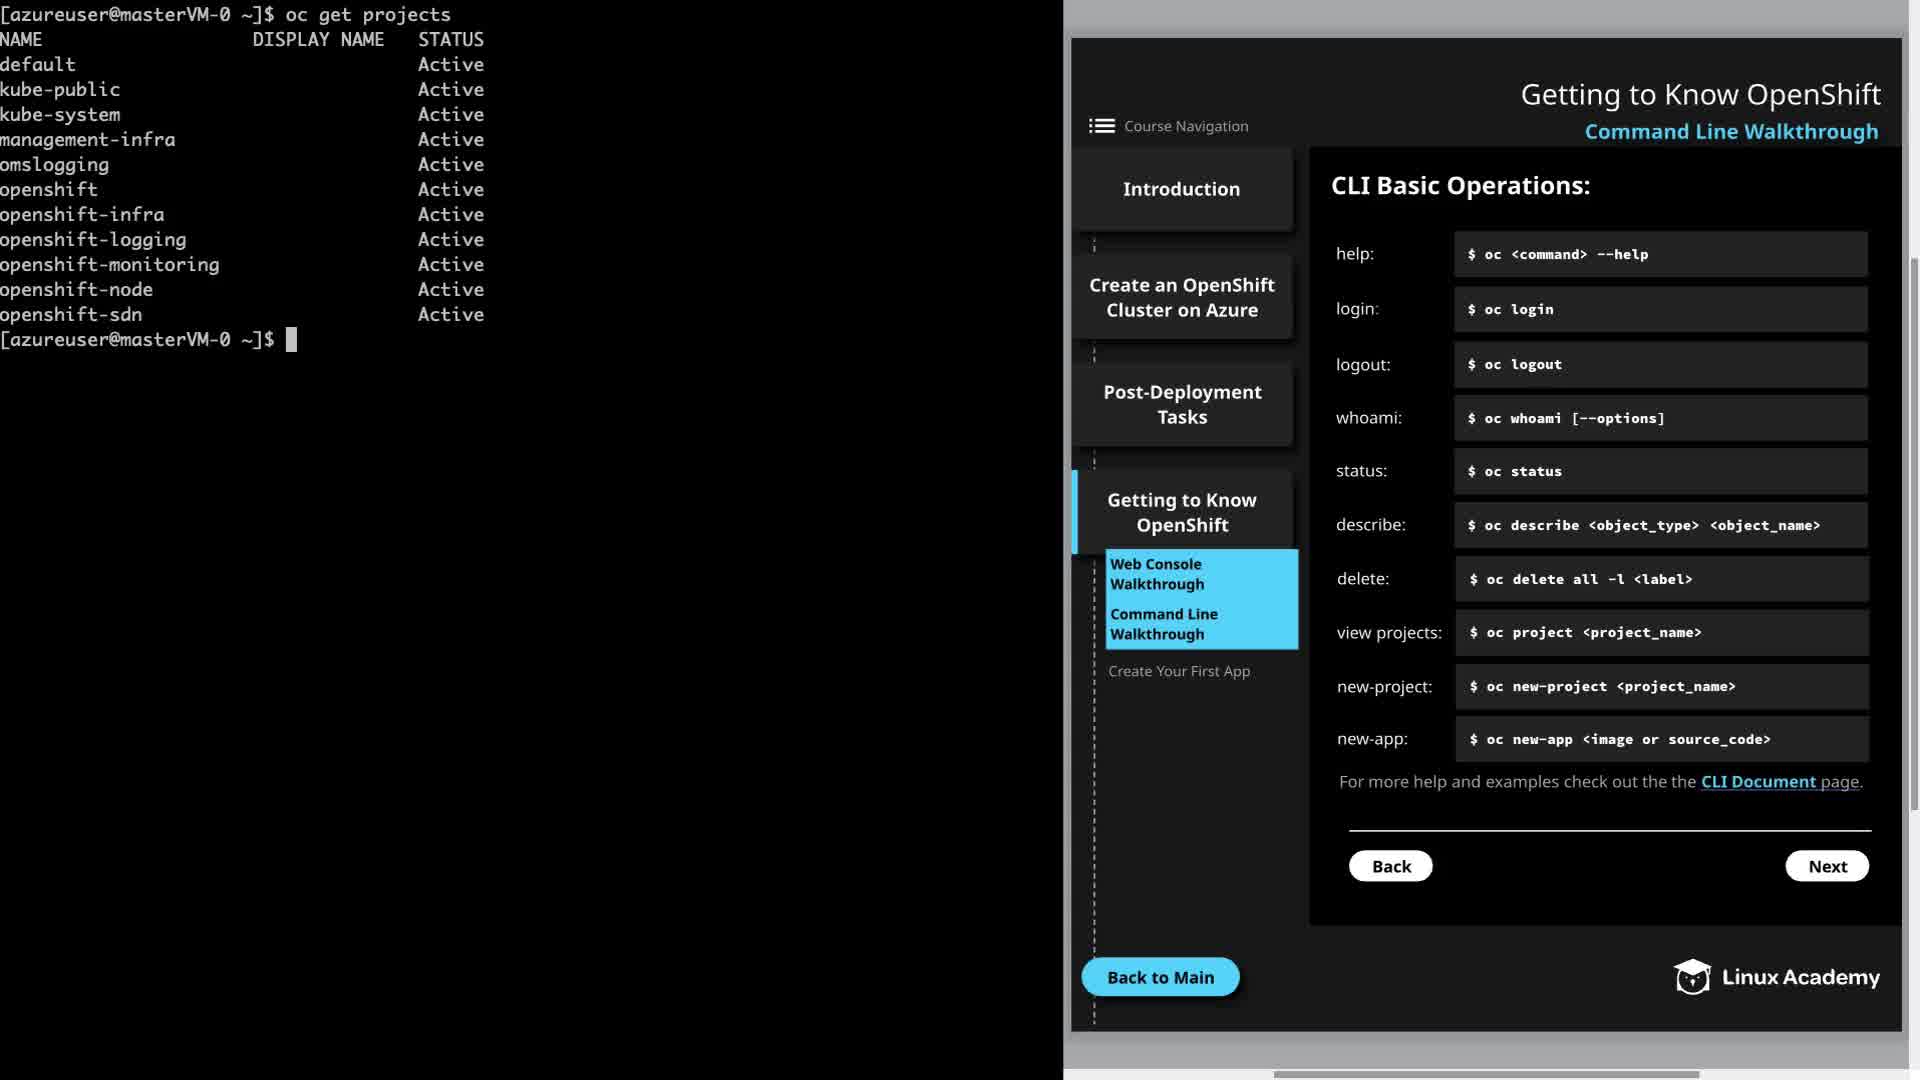 [azureuser@masterVM-0 ~]$ oc get projects
NAME DISPLAY NAME STATUS
default Active
kube-public Active
kube-system Active
management-infra Active
omslogging Active
openshift Active
openshift-infra Active
openshift-logging Active
openshift-monitoring Active
openshift-node Active
openshift-sdn Active
[azureuser@masterVM-0 ~]$
Getting to Know OpenShift
Command Line Walkthrough
Course Navigation
Introduction
Create an OpenShift
Cluster on Azure
Post-Deployment
Tasks
Getting to Know
OpenShift
Web Console
Walkthrough
Command Line
Walkthrough
Create Your First App
CLI Basic Operations:
help: $ oc <command> --help
login: $ oc login
logout: $ oc logout
whoami: $ oc whoami [--options]
status: $ oc status
describe: $ oc describe <object_type> <object_name>
delete: $ oc delete all -l <label>
view projects: $ oc project <project_name>
new-project: $ oc new-project <project_name>
new-app: $ oc new-app <image or source_code>
For more help and examples check out the the CLI Document page.
Back
Next
Back to Main
Linux Academy